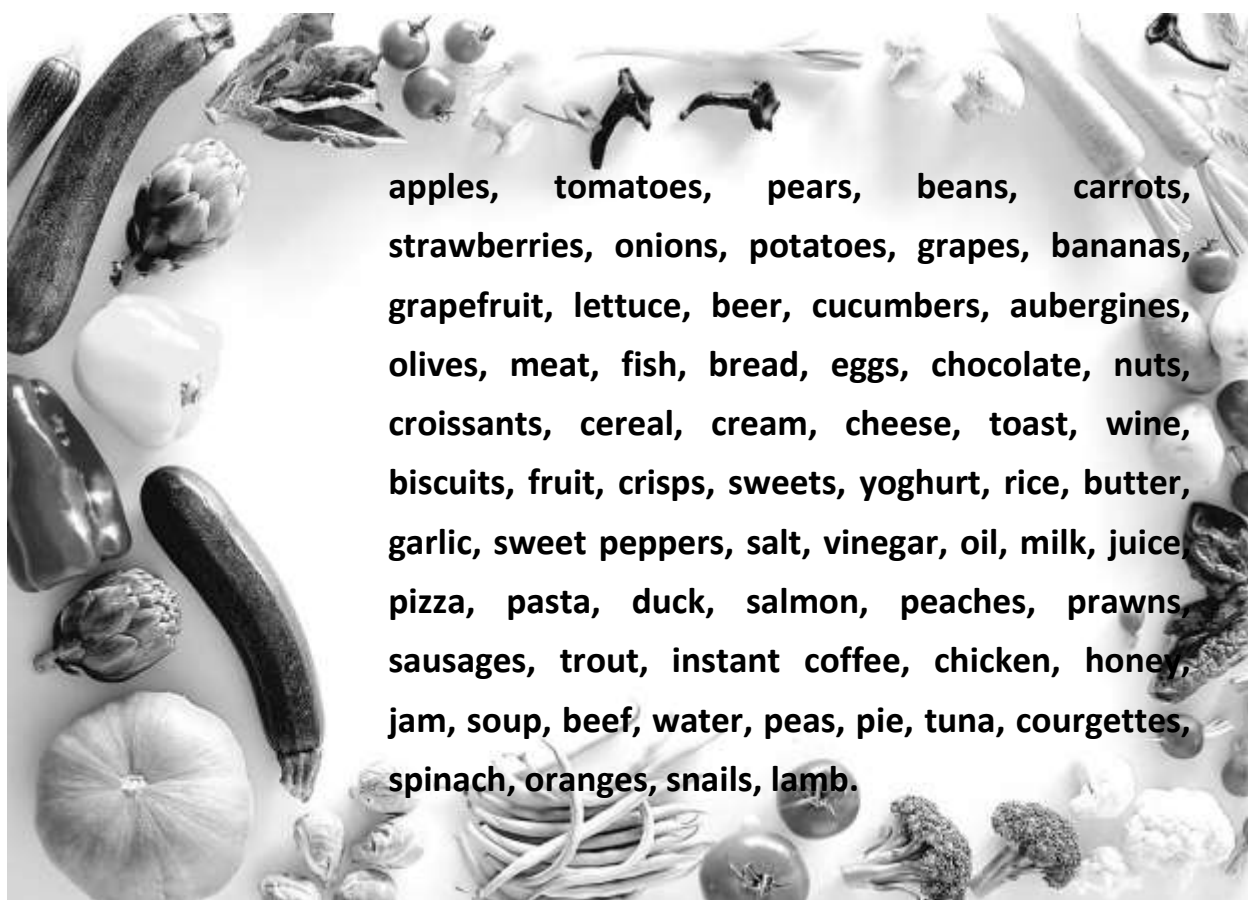 apples, tomatoes, pears, beans, carrots,
strawberries, onions, potatoes, grapes, bananas,
grapefruit, lettuce, beer, cucumbers, aubergines,
olives, meat, fish, bread, eggs, chocolate, nuts,
croissants, cereal, cream, cheese, toast, wine,
biscuits, fruit, crisps, sweets, yoghurt, rice, butter,
garlic, sweet peppers, salt, vinegar, oil, milk, juice,
pizza, pasta, duck, salmon, peaches, prawns,
sausages, trout, instant coffee, chicken, honey,
jam, soup, beef, water, peas, pie, tuna, courgettes,
spinach, oranges, snails, lamb.